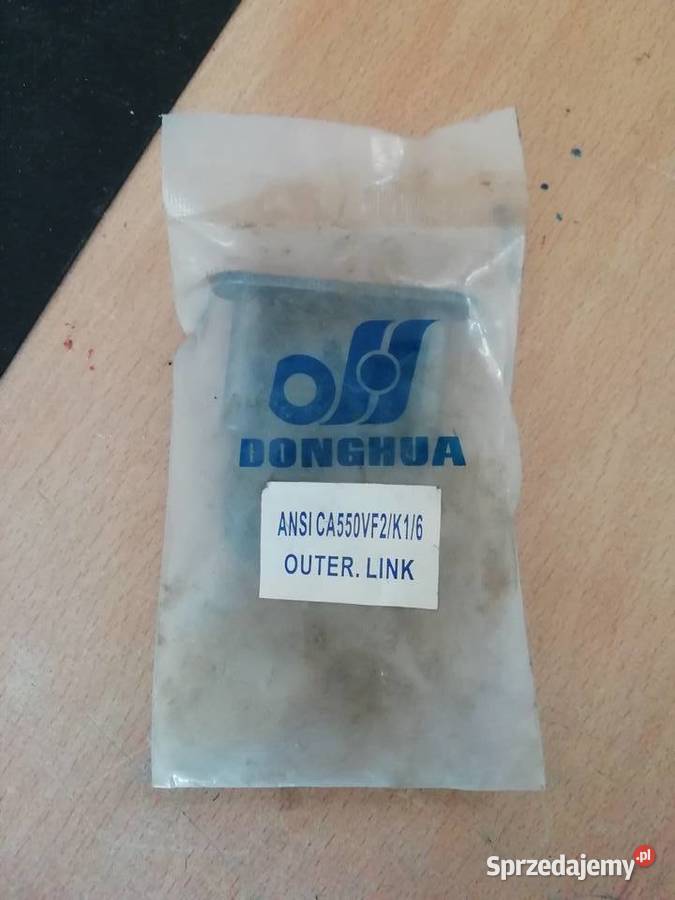 DONGHUA
ANSI CA550VF2/K1/6
OUTER. LINK
Sprzedajemy.pl